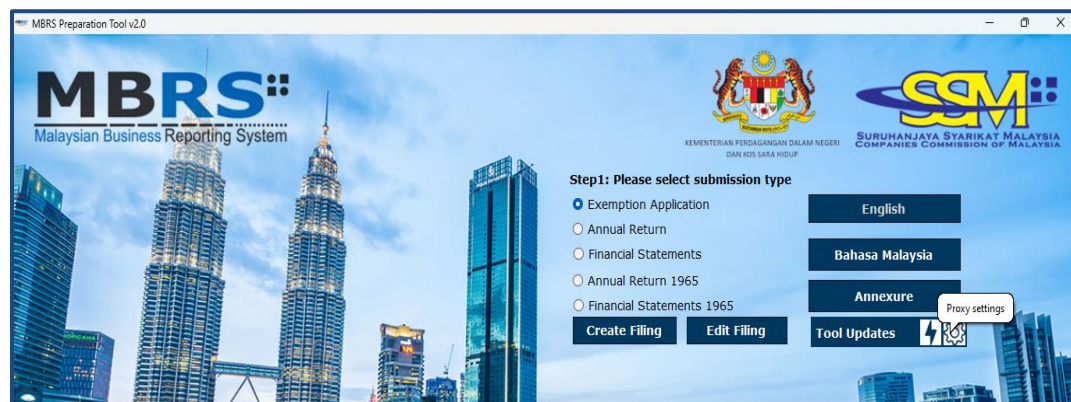 MBRS Preparation Tool v2.0
MBRS
Malaysian Business Reporting System
KEMENTERIAN PERDAGANGAN DALAM NEGERI
DAN KOS SARA HIDUP
SSM
SURUHANJAYA SYARIKAT MALAYSIA
COMPANIES COMMISSION OF MALAYSIA
Step1: Please select submission type
Exemption Application
Annual Return
Financial Statements
Annual Return 1965
Financial Statements 1965
Create Filing
Edit Filing
English
Bahasa Malaysia
Annexure
Proxy settings
Tool Updates